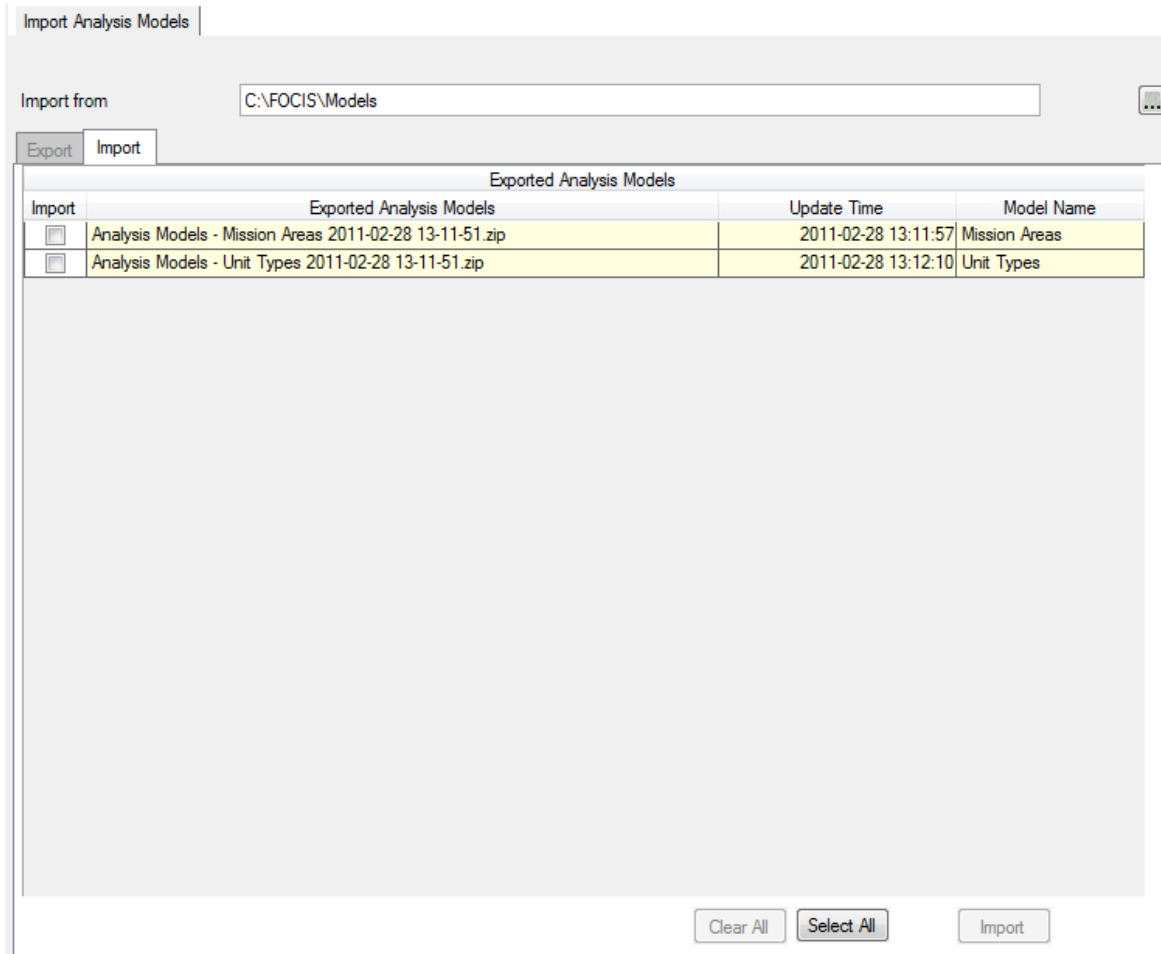 Import Analysis Models
Import from C:\FOCIS\Models ...
Export Import
Exported Analysis Models
Import Exported Analysis Models Update Time Model Name
Analysis Models - Mission Areas 2011-02-28 13-11-51.zip 2011-02-28 13:11:57 Mission Areas
Analysis Models - Unit Types 2011-02-28 13-11-51.zip 2011-02-28 13:12:10 Unit Types
Clear All Select All Import